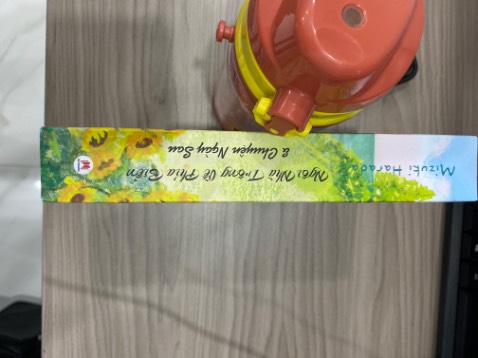 Mizuki Harada
Ngôi Nhà Trông Về Phía Biển
& Chuyện Ngày Sau